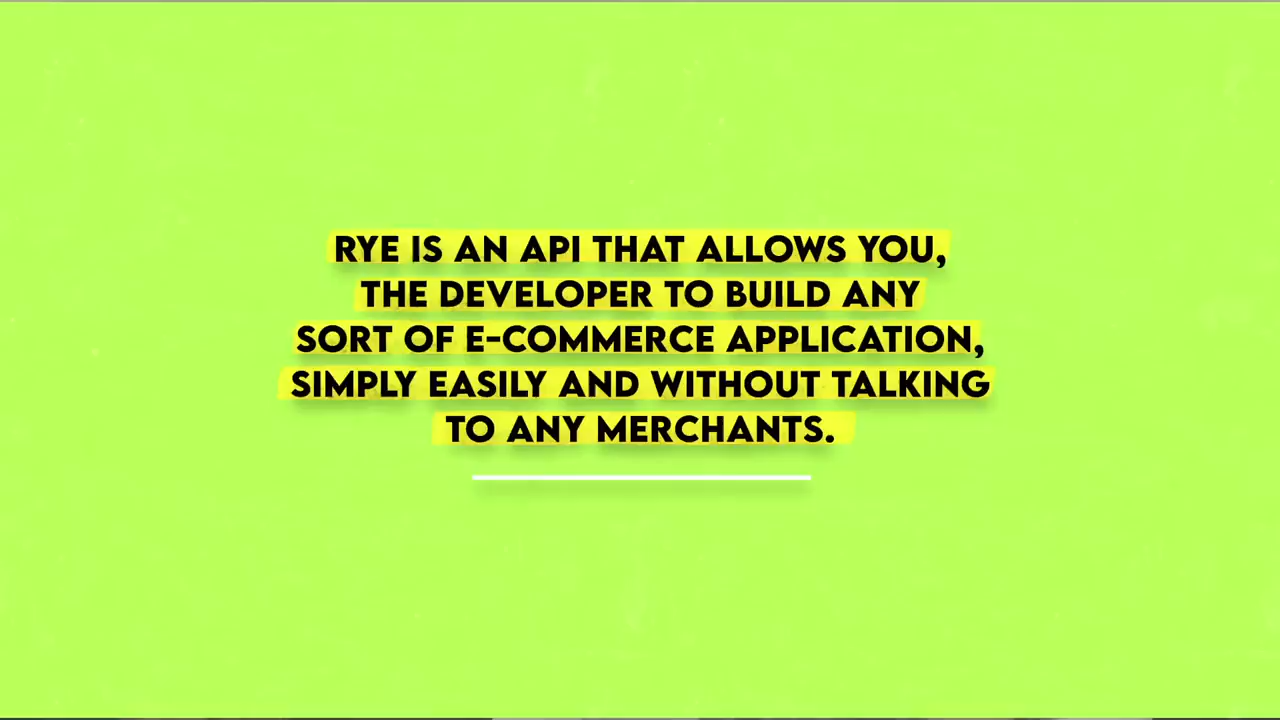 RYE IS AN API THAT ALLOWS YOU,
THE DEVELOPER TO BUILD ANY
SORT OF E-COMMERCE APPLICATION,
SIMPLY EASILY AND WITHOUT TALKING
TO ANY MERCHANTS.